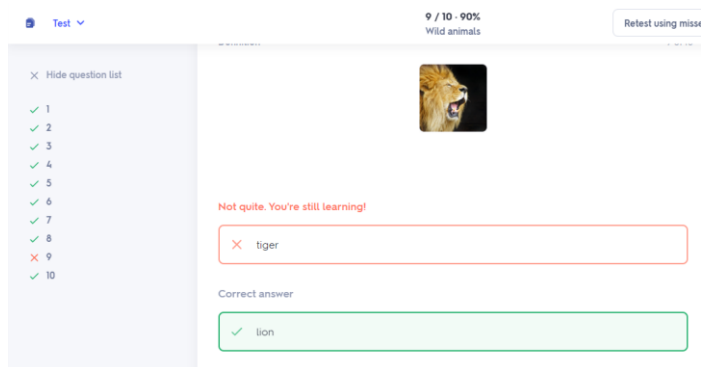 Test
9 / 10 - 90%
Wild animals
Retest using misse
Hide question list
1
2
3
4
5
6
7
8
9
10
Not quite. You're still learning!
tiger
Correct answer
lion